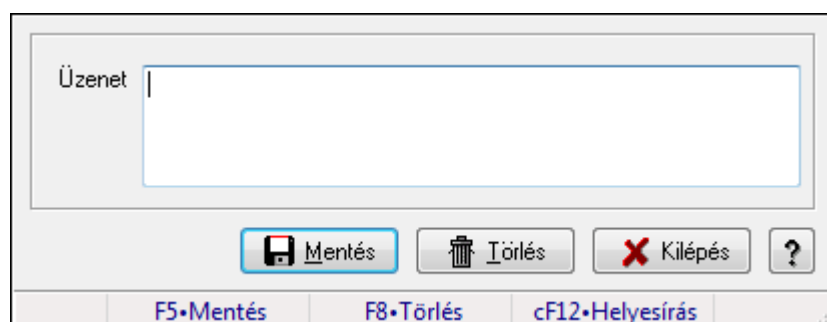 Üzenet
Mentés Törlés Kilépés ?
F5•Mentés F8•Törlés cF12•Helyesírás